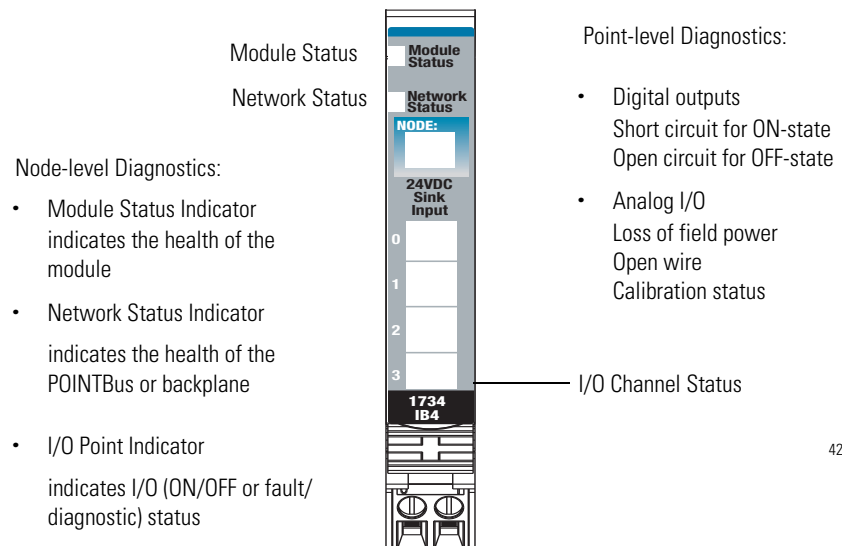 Module Status
Network Status
Node-level Diagnostics:
• Module Status Indicator
indicates the health of the
module
• Network Status Indicator
indicates the health of the
POINTBus or backplane
• I/O Point Indicator
indicates I/O (ON/OFF or fault/
diagnostic) status
Module
Status
Network
Status
NODE:
24VDC
Sink
Input
0
1
2
3
1734
IB4
Point-level Diagnostics:
• Digital outputs
Short circuit for ON-state
Open circuit for OFF-state
• Analog I/O
Loss of field power
Open wire
Calibration status
I/O Channel Status
42